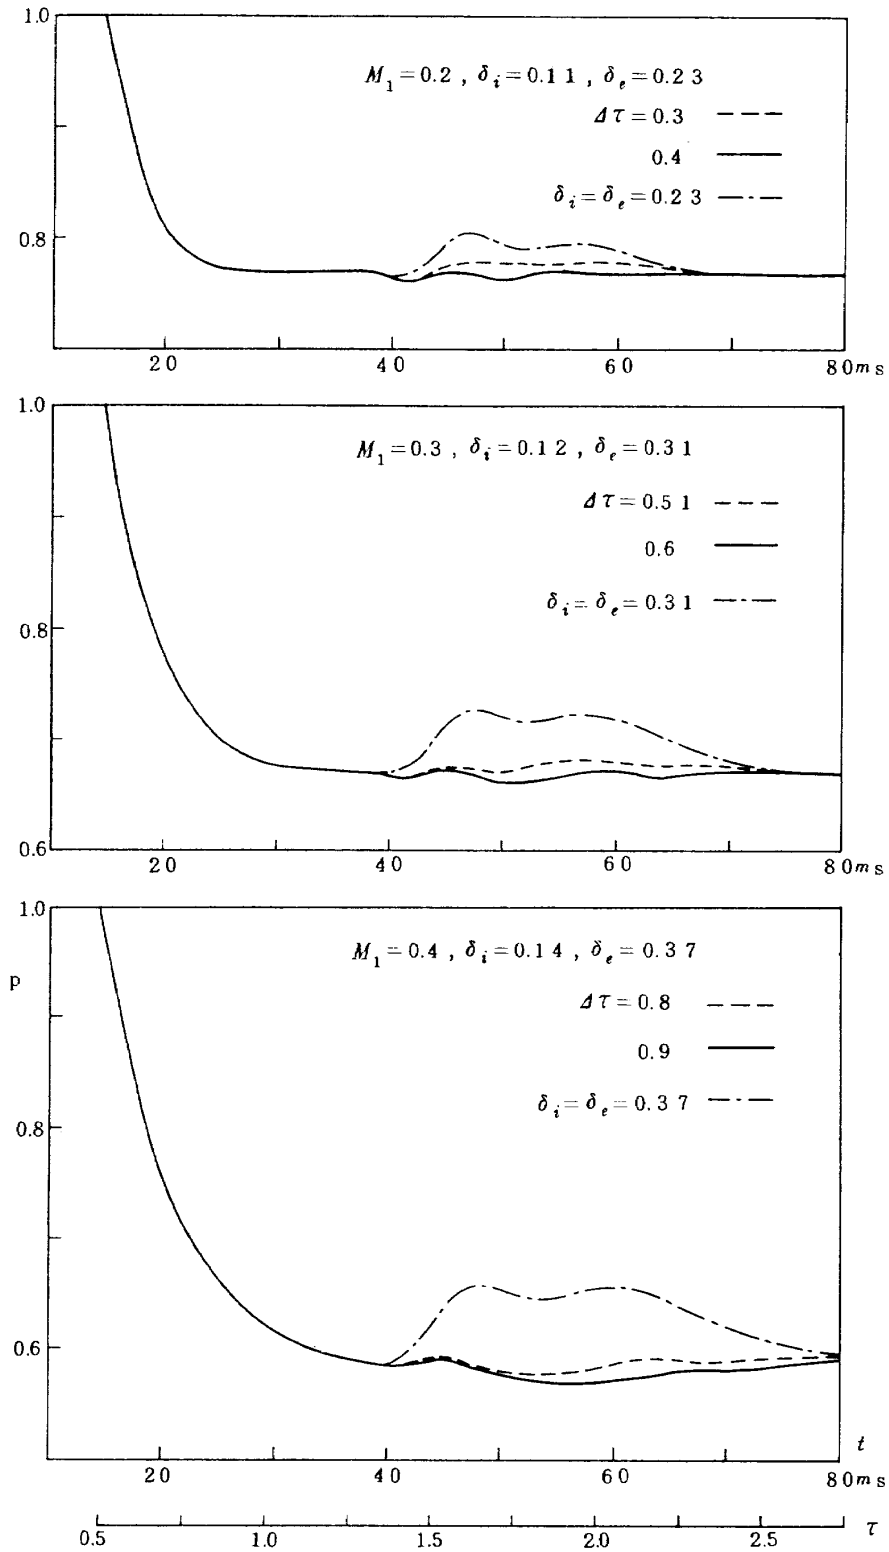 1.0
M₁=0.2 , δᵢ=0.11 , δₑ=0.23
Δτ=0.3
0.4
δᵢ=δₑ=0.23
0.8
20 40 60 80ms
1.0
M₁=0.3 , δᵢ=0.12 , δₑ=0.31
Δτ=0.51
0.6
δᵢ=δₑ=0.31
0.8
0.6
20 40 60 80ms
1.0
M₁=0.4 , δᵢ=0.14 , δₑ=0.37
p
Δτ=0.8
0.9
δᵢ=δₑ=0.37
0.8
0.6
t
20 40 60 80ms
0.5 1.0 1.5 2.0 2.5 τ